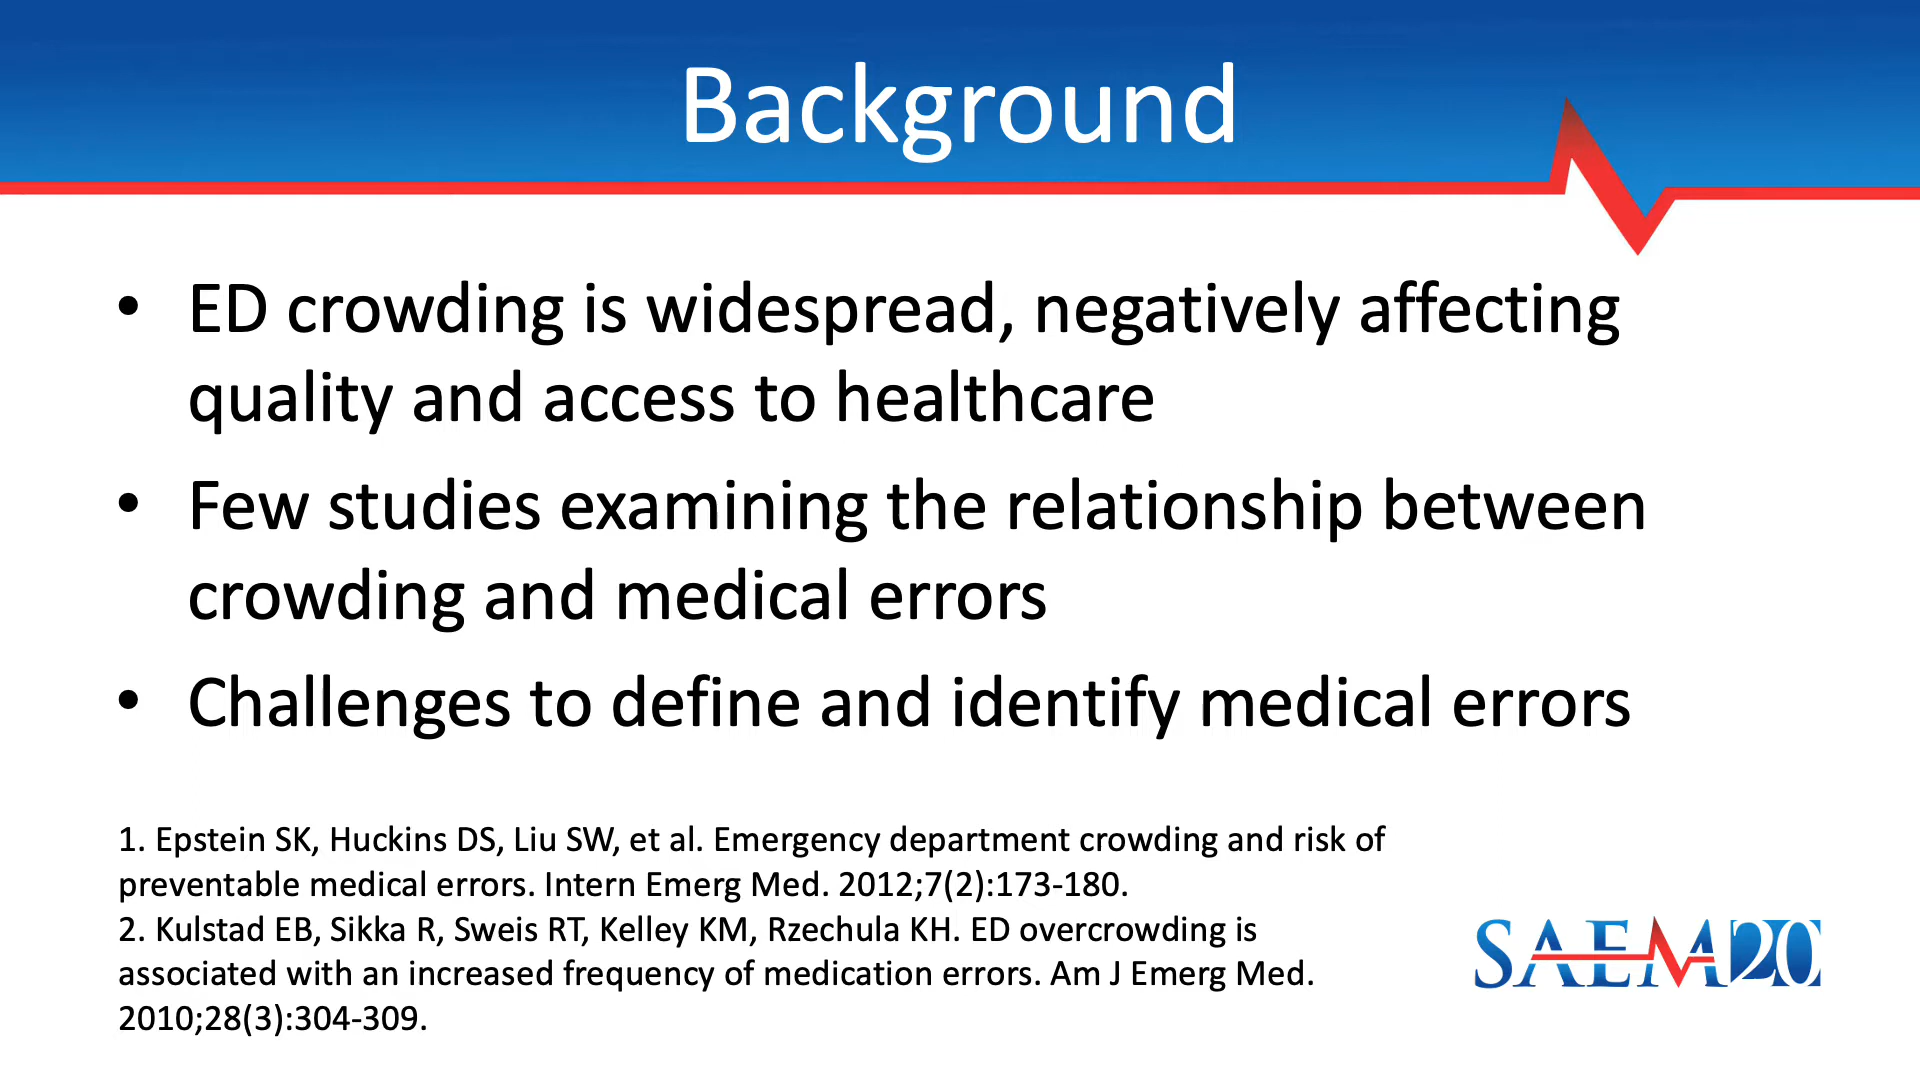 Background
• ED crowding is widespread, negatively affecting
quality and access to healthcare
• Few studies examining the relationship between
crowding and medical errors
• Challenges to define and identify medical errors
1. Epstein SK, Huckins DS, Liu SW, et al. Emergency department crowding and risk of
preventable medical errors. Intern Emerg Med. 2012;7(2):173-180.
2. Kulstad EB, Sikka R, Sweis RT, Kelley KM, Rzechula KH. ED overcrowding is
associated with an increased frequency of medication errors. Am J Emerg Med.
2010;28(3):304-309.
SAEM20